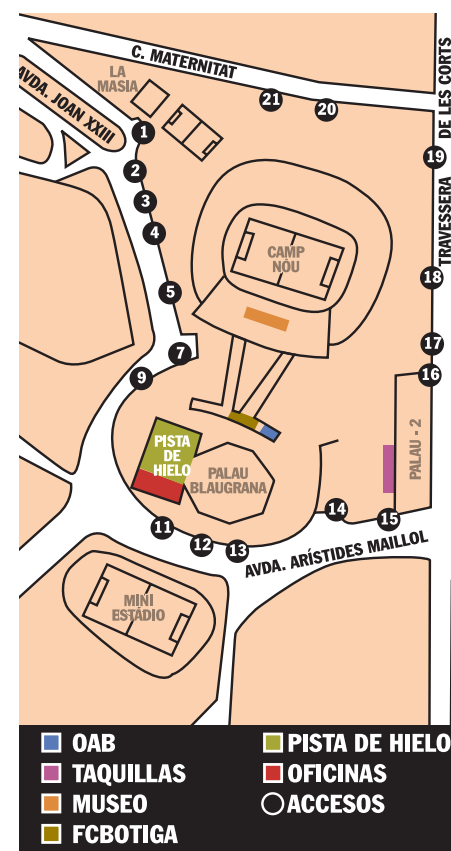 C. MATERNITAT
LA
MASIA
AVDA. JOAN XXIII
TRAVESSERA DE LES CORTS
21
20
1
19
2
3
4
CAMP
NOU
18
5
17
7
16
9
PISTA
DE
HIELO
PALAU
BLAUGRANA
PALAU - 2
14
15
11
12
13
AVDA. ARÍSTIDES MAILLOL
MINI
ESTÁDIO
OAB
TAQUILLAS
MUSEO
FCBOTIGA
PISTA DE HIELO
OFICINAS
ACCESOS